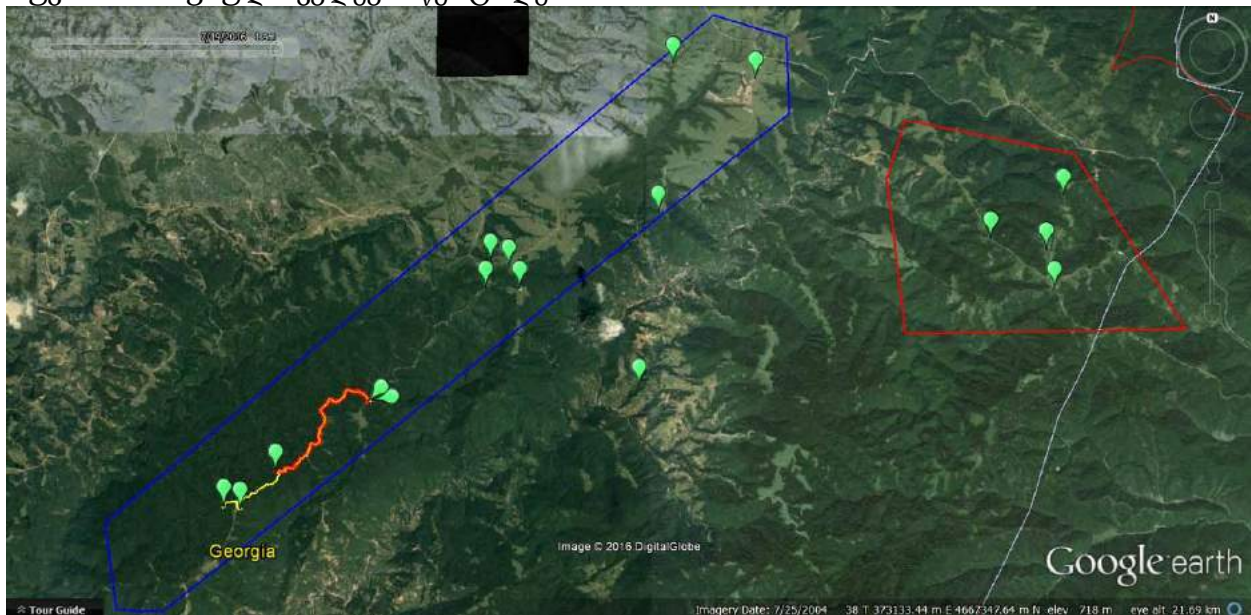 Georgia
Image © 2016 DigitalGlobe
Google earth
Tour Guide
Imagery Date: 7/25/2004 38 T 373133.44 m E 4667347.64 m N elev 718 m eye alt 21.69 km
N